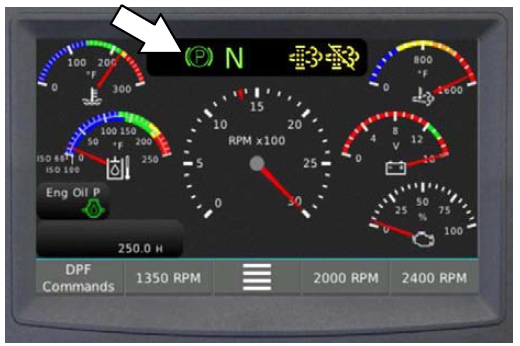 (P) N
100 200
°F
0 300
800
°F
0 1600
100 150
50 °F 200
ISO 68 0 250
ISO 100
10 15 20
RPM x100
5 25
0 30
4 8 12
V
0 16
Eng Oil P
250.0 H
25 50 75
%
0 100
DPF
Commands
1350 RPM
2000 RPM
2400 RPM